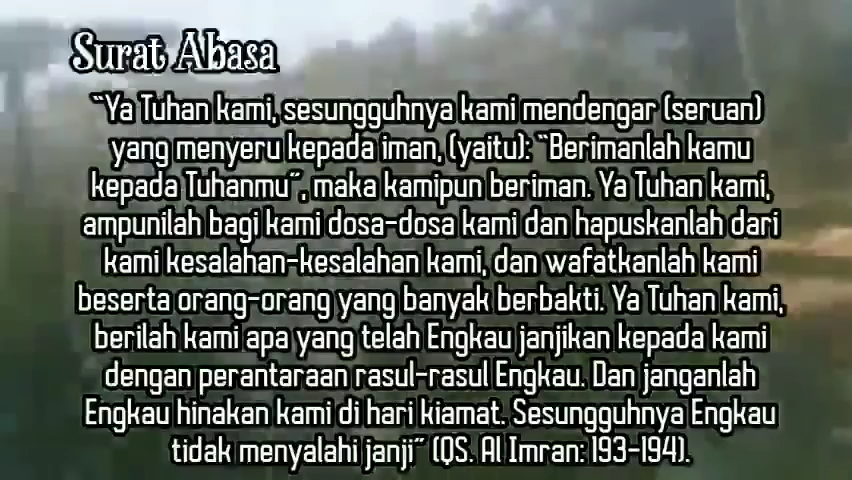 Surat Abasa
"Ya Tuhan kami, sesungguhnya kami mendengar (seruan)
yang menyeru kepada iman, (yaitu): "Berimanlah kamu
kepada Tuhanmu", maka kamipun beriman. Ya Tuhan kami,
ampunilah bagi kami dosa-dosa kami dan hapuskanlah dari
kami kesalahan-kesalahan kami, dan wafatkanlah kami
beserta orang-orang yang banyak berbakti. Ya Tuhan kami,
berilah kami apa yang telah Engkau janjikan kepada kami
dengan perantaraan rasul-rasul Engkau. Dan janganlah
Engkau hinakan kami di hari kiamat. Sesungguhnya Engkau
tidak menyalahi janji" (QS. Al Imran: 193-194).